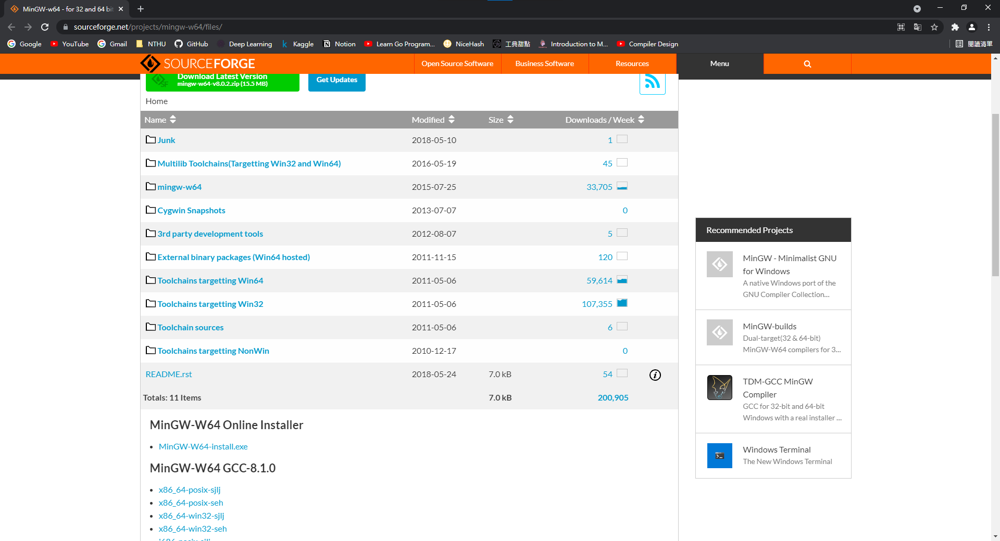 MinGW-w64 - for 32 and 64 bit
sourceforge.net/projects/mingw-w64/files/
Google
YouTube
Gmail
NTHU
GitHub
Deep Learning
Kaggle
Notion
Learn Go Program...
NiceHash
工典甜點
Introduction to M...
Compiler Design
閱讀清單
SOURCEFORGE
Open Source Software
Business Software
Resources
Menu
Download Latest Version
mingw-w64-v8.0.2.zip (15.5 MB)
Get Updates
Home
Name Modified Size Downloads / Week
Junk 2018-05-10 1
Multilib Toolchains(Targetting Win32 and Win64) 2016-05-19 45
mingw-w64 2015-07-25 33,705
Cygwin Snapshots 2013-07-07 0
3rd party development tools 2012-08-07 5
External binary packages (Win64 hosted) 2011-11-15 120
Toolchains targetting Win64 2011-05-06 59,614
Toolchains targetting Win32 2011-05-06 107,355
Toolchain sources 2011-05-06 6
Toolchains targetting NonWin 2010-12-17 0
README.rst 2018-05-24 7.0 kB 54
Totals: 11 Items 7.0 kB 200,905
MinGW-W64 Online Installer
MinGW-W64-install.exe
MinGW-W64 GCC-8.1.0
x86_64-posix-sjlj
x86_64-posix-seh
x86_64-win32-sjlj
x86_64-win32-seh
Recommended Projects
MinGW - Minimalist GNU
for Windows
A native Windows port of the
GNU Compiler Collection...
MinGW-builds
Dual-target(32 & 64-bit)
MinGW-W64 compilers for 3...
TDM-GCC MinGW
Compiler
GCC for 32-bit and 64-bit
Windows with a real installer ...
Windows Terminal
The New Windows Terminal